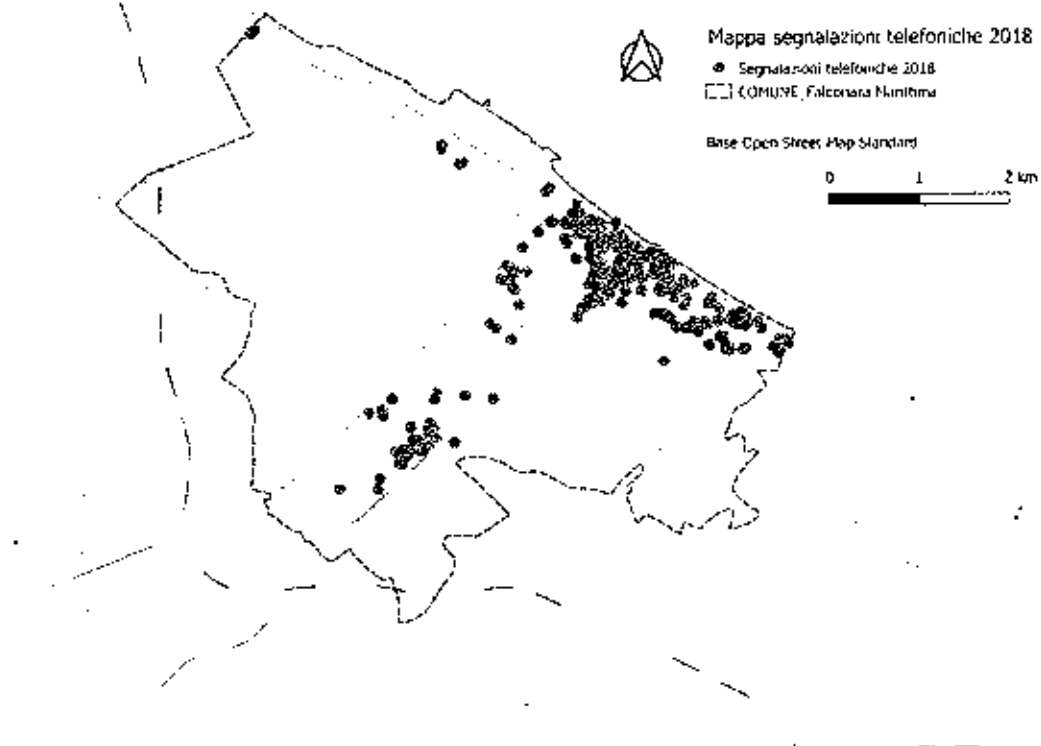 Mappa segnalazioni telefoniche 2018
Segnalazioni telefoniche 2018
COMUNE_Falconara Marittima
Base Open Street Map Standard
0 1 2 km